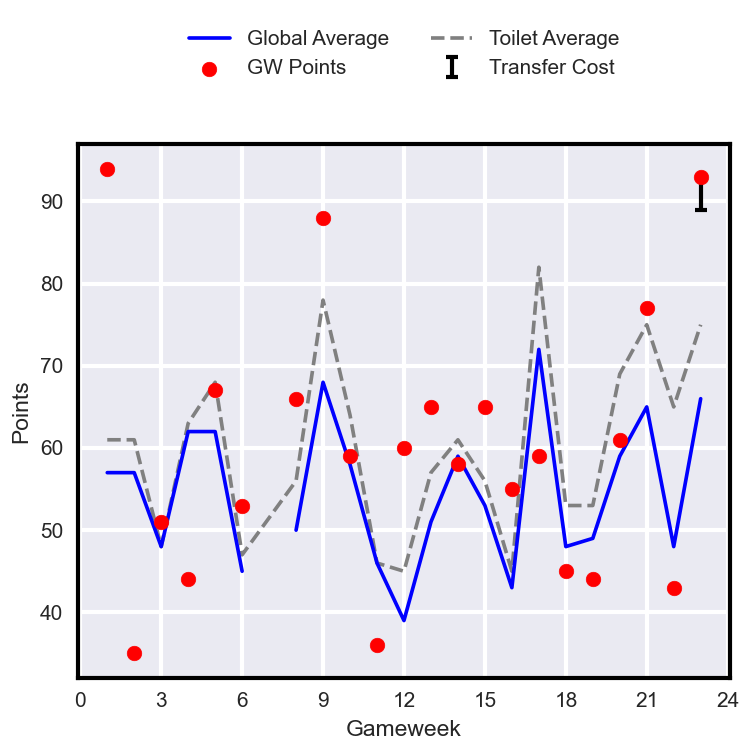 Global Average
Toilet Average
GW Points
Transfer Cost
90
80
70
60
50
40
Points
0 3 6 9 12 15 18 21 24
Gameweek